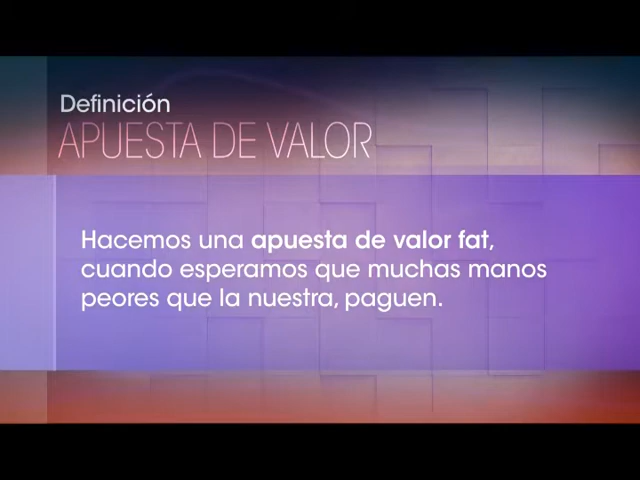 Definición
APUESTA DE VALOR
Hacemos una apuesta de valor fat,
cuando esperamos que muchas manos
peores que la nuestra, paguen.